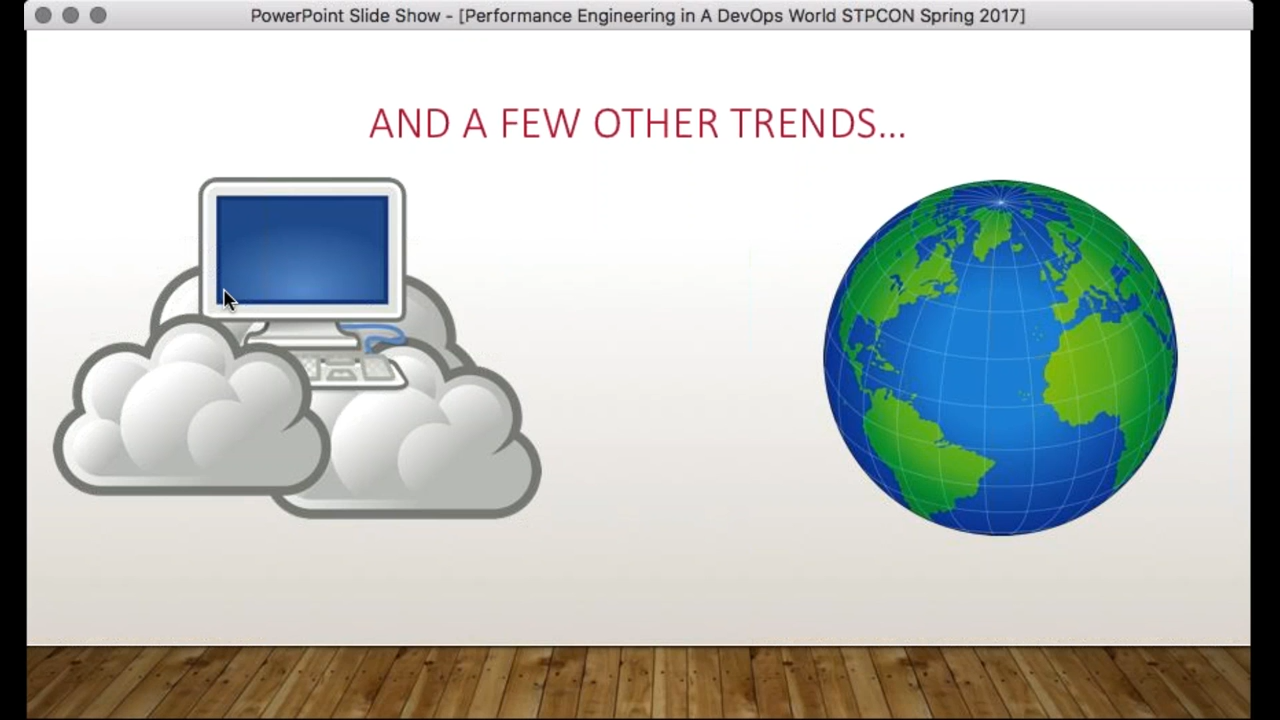 PowerPoint Slide Show - [Performance Engineering in A DevOps World STPCON Spring 2017]
AND A FEW OTHER TRENDS...